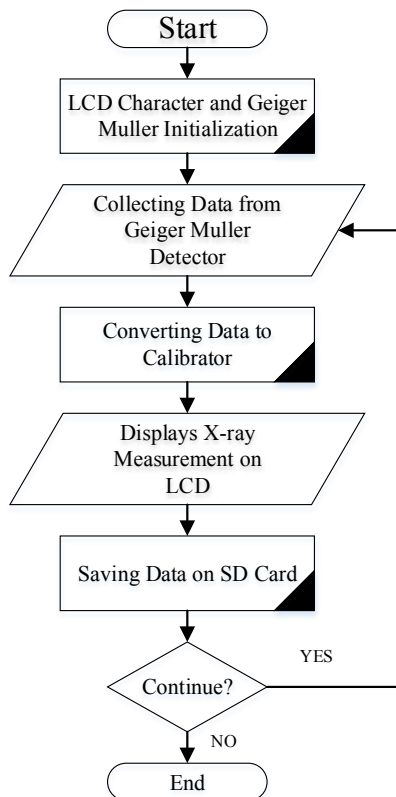 Start
LCD Character and Geiger
Muller Initialization
Collecting Data from
Geiger Muller
Detector
Converting Data to
Calibrator
Displays X-ray
Measurement on
LCD
Saving Data on SD Card
Continue?
YES
NO
End